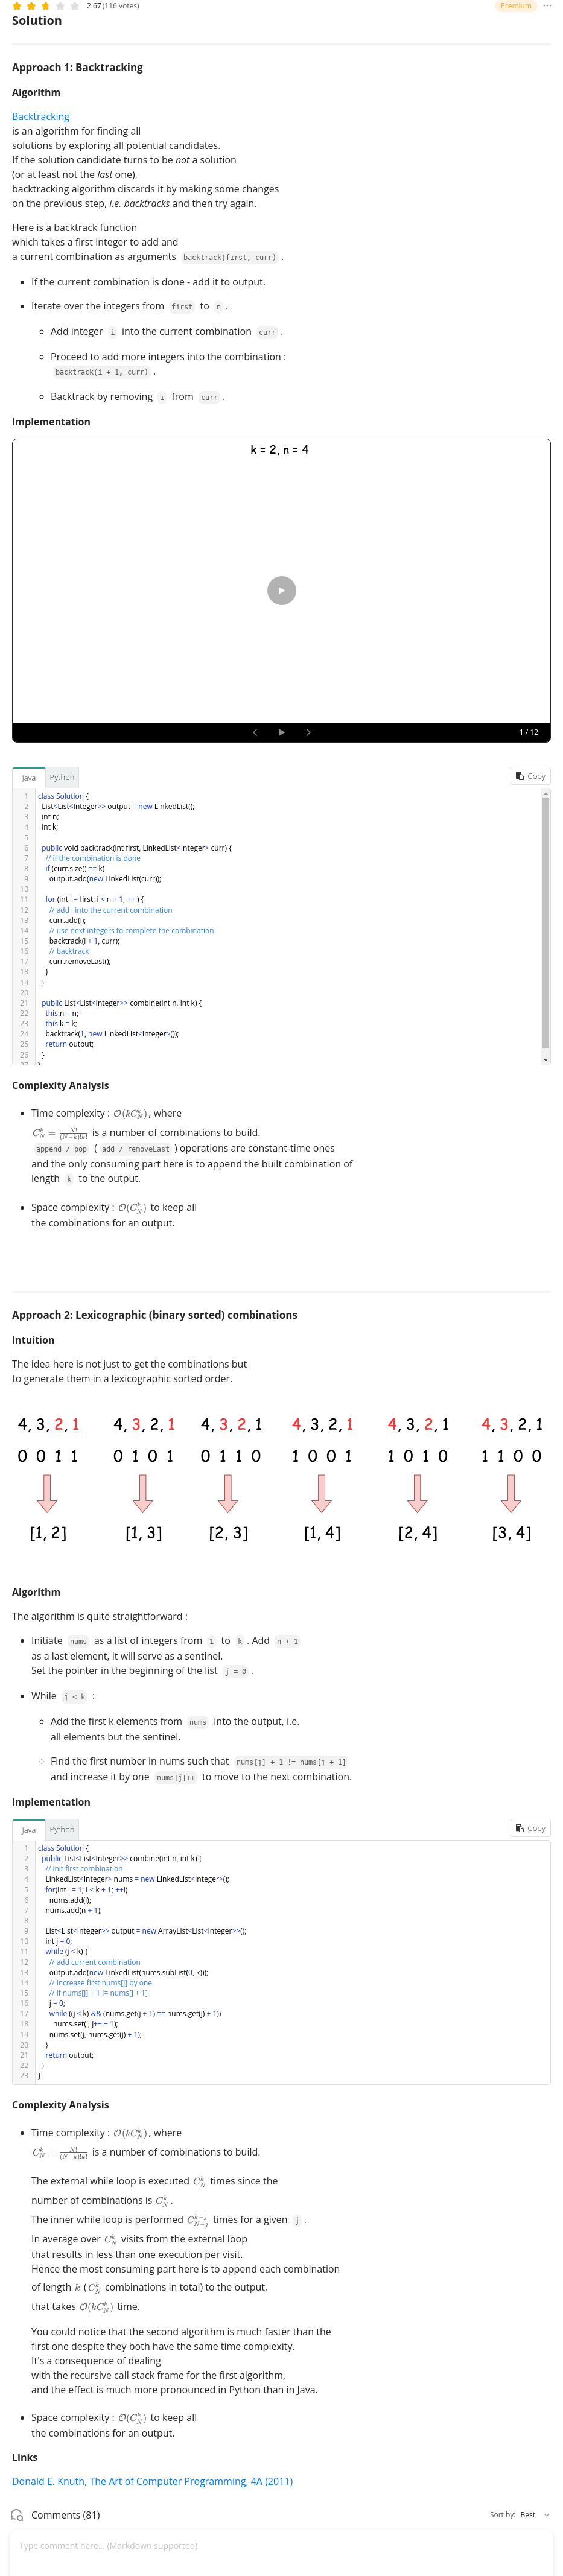 2.67 (116 votes)
Premium
Solution
Approach 1: Backtracking
Algorithm
Backtracking
is an algorithm for finding all
solutions by exploring all potential candidates.
If the solution candidate turns to be not a solution
(or at least not the last one),
backtracking algorithm discards it by making some changes
on the previous step, i.e. backtracks and then try again.
Here is a backtrack function
which takes a first integer to add and
a current combination as arguments backtrack(first, curr) .
• If the current combination is done - add it to output.
• Iterate over the integers from first to n .
○ Add integer i into the current combination curr .
○ Proceed to add more integers into the combination :
backtrack(i + 1, curr) .
○ Backtrack by removing i from curr .
Implementation
k = 2, n = 4
1 / 12
Java Python Copy
1 class Solution {
2 List<List<Integer>> output = new LinkedList();
3 int n;
4 int k;
5
6 public void backtrack(int first, LinkedList<Integer> curr) {
7 // if the combination is done
8 if (curr.size() == k)
9 output.add(new LinkedList(curr));
10
11 for (int i = first; i < n + 1; ++i) {
12 // add i into the current combination
13 curr.add(i);
14 // use next integers to complete the combination
15 backtrack(i + 1, curr);
16 // backtrack
17 curr.removeLast();
18 }
19 }
20
21 public List<List<Integer>> combine(int n, int k) {
22 this.n = n;
23 this.k = k;
24 backtrack(1, new LinkedList<Integer>());
25 return output;
26 }
27 }
Complexity Analysis
• Time complexity : O(kC_N^k), where
C_N^k = N!/((N−k)!k!) is a number of combinations to build.
append / pop ( add / removeLast ) operations are constant-time ones
and the only consuming part here is to append the built combination of
length k to the output.
• Space complexity : O(C_N^k) to keep all
the combinations for an output.
Approach 2: Lexicographic (binary sorted) combinations
Intuition
The idea here is not just to get the combinations but
to generate them in a lexicographic sorted order.
4, 3, 2, 1 4, 3, 2, 1 4, 3, 2, 1 4, 3, 2, 1 4, 3, 2, 1 4, 3, 2, 1
0 0 1 1 0 1 0 1 0 1 1 0 1 0 0 1 1 0 1 0 1 1 0 0
[1, 2] [1, 3] [2, 3] [1, 4] [2, 4] [3, 4]
Algorithm
The algorithm is quite straightforward :
• Initiate nums as a list of integers from 1 to k . Add n + 1
as a last element, it will serve as a sentinel.
Set the pointer in the beginning of the list j = 0 .
• While j < k :
○ Add the first k elements from nums into the output, i.e.
all elements but the sentinel.
○ Find the first number in nums such that nums[j] + 1 != nums[j + 1]
and increase it by one nums[j]++ to move to the next combination.
Implementation
Java Python Copy
1 class Solution {
2 public List<List<Integer>> combine(int n, int k) {
3 // init first combination
4 LinkedList<Integer> nums = new LinkedList<Integer>();
5 for(int i = 1; i < k + 1; ++i)
6 nums.add(i);
7 nums.add(n + 1);
8
9 List<List<Integer>> output = new ArrayList<List<Integer>>();
10 int j = 0;
11 while (j < k) {
12 // add current combination
13 output.add(new LinkedList(nums.subList(0, k)));
14 // increase first nums[j] by one
15 // if nums[j] + 1 != nums[j + 1]
16 j = 0;
17 while ((j < k) && (nums.get(j + 1) == nums.get(j) + 1))
18 nums.set(j, j++ + 1);
19 nums.set(j, nums.get(j) + 1);
20 }
21 return output;
22 }
23 }
Complexity Analysis
• Time complexity : O(kC_N^k), where
C_N^k = N!/((N−k)!k!) is a number of combinations to build.
The external while loop is executed C_N^k times since the
number of combinations is C_N^k .
The inner while loop is performed C_{N−j}^{k−j} times for a given j .
In average over C_N^k visits from the external loop
that results in less than one execution per visit.
Hence the most consuming part here is to append each combination
of length k (C_N^k combinations in total) to the output,
that takes O(kC_N^k) time.
You could notice that the second algorithm is much faster than the
first one despite they both have the same time complexity.
It's a consequence of dealing
with the recursive call stack frame for the first algorithm,
and the effect is much more pronounced in Python than in Java.
• Space complexity : O(C_N^k) to keep all
the combinations for an output.
Links
Donald E. Knuth, The Art of Computer Programming, 4A (2011)
Comments (81)
Sort by: Best
Type comment here... (Markdown supported)